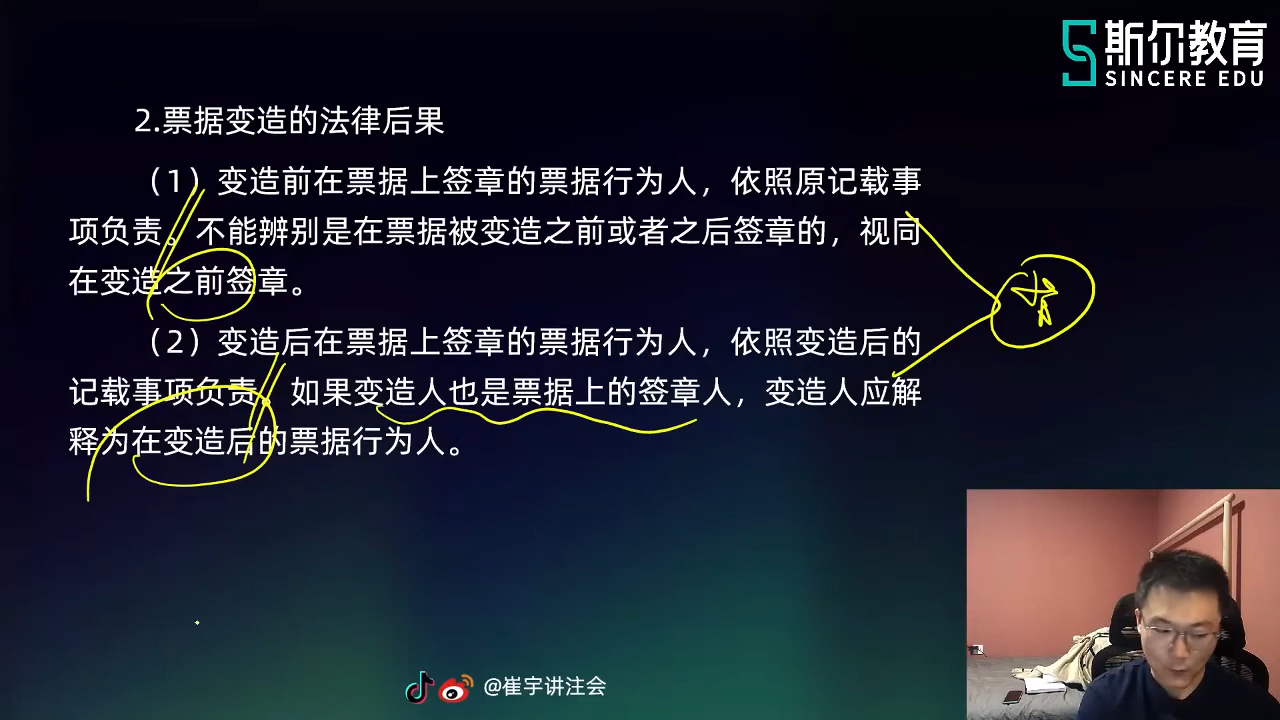 斯尔教育
SINCERE EDU
2.票据变造的法律后果
（1）变造前在票据上签章的票据行为人，依照原记载事
项负责。不能辨别是在票据被变造之前或者之后签章的，视同
在变造之前签章。
（2）变造后在票据上签章的票据行为人，依照变造后的
记载事项负责。如果变造人也是票据上的签章人，变造人应解
释为在变造后的票据行为人。
@崔宇讲注会